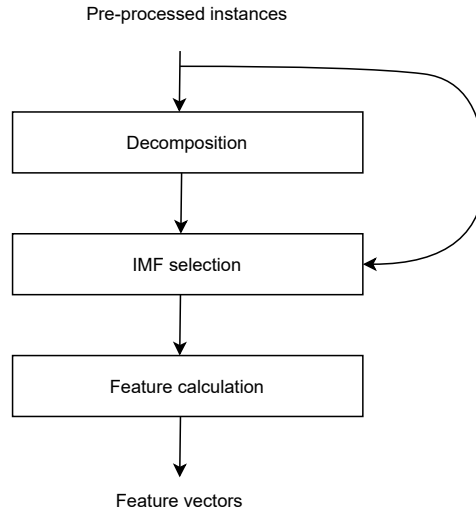 Pre-processed instances
Decomposition
IMF selection
Feature calculation
Feature vectors